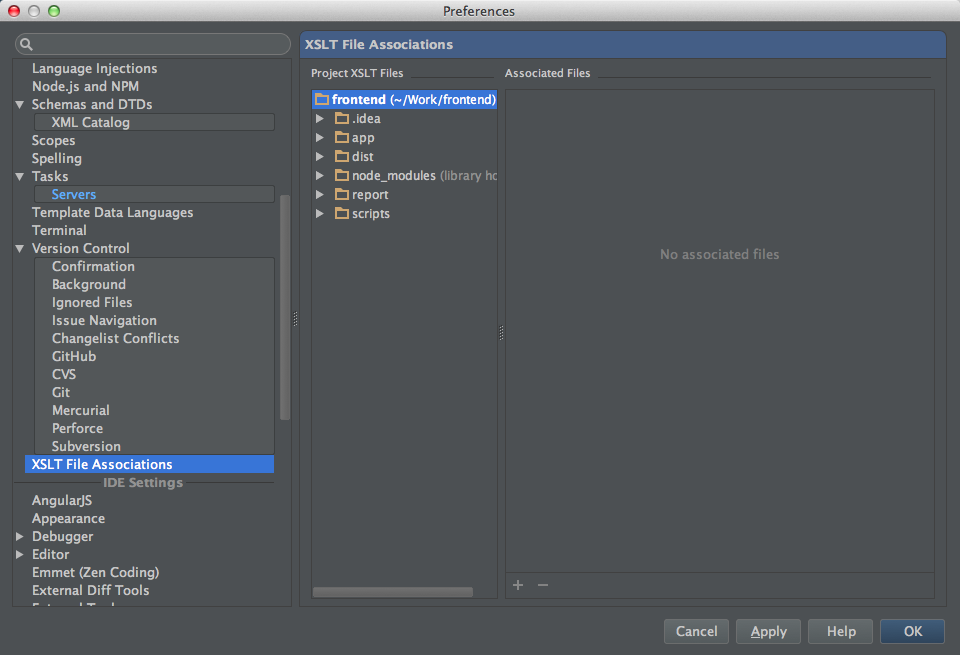 Preferences
Language Injections
Node.js and NPM
Schemas and DTDs
XML Catalog
Scopes
Spelling
Tasks
Servers
Template Data Languages
Terminal
Version Control
Confirmation
Background
Ignored Files
Issue Navigation
Changelist Conflicts
GitHub
CVS
Git
Mercurial
Perforce
Subversion
XSLT File Associations
IDE Settings
AngularJS
Appearance
Debugger
Editor
Emmet (Zen Coding)
External Diff Tools
XSLT File Associations
Project XSLT Files
frontend (~/Work/frontend)
.idea
app
dist
node_modules (library
report
scripts
Associated Files
No associated files
Cancel
Apply
Help
OK